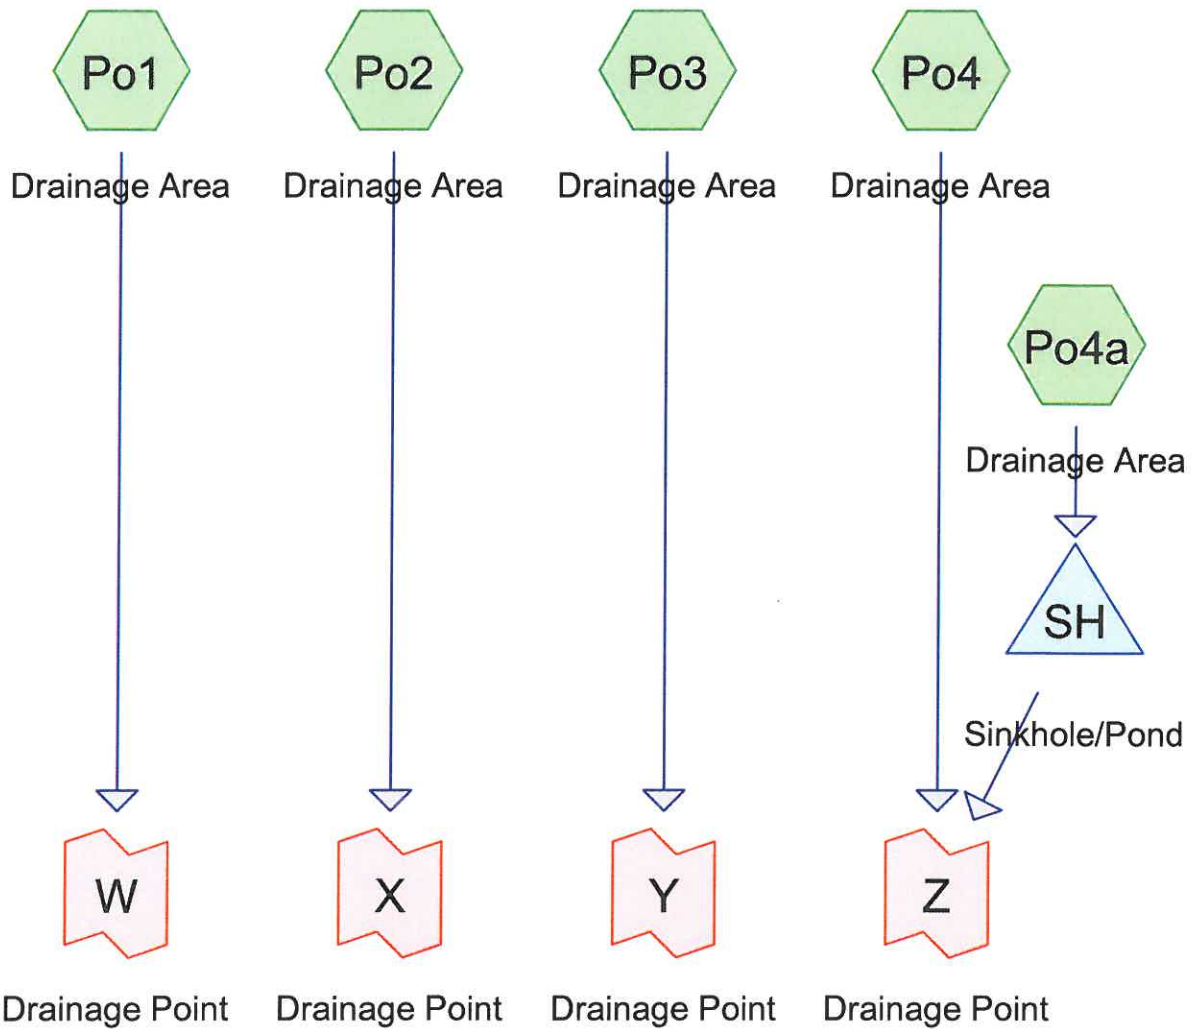 Po1 Po2 Po3 Po4
Drainage Area Drainage Area Drainage Area Drainage Area
Po4a
Drainage Area
SH
Sinkhole/Pond
W X Y Z
Drainage Point Drainage Point Drainage Point Drainage Point